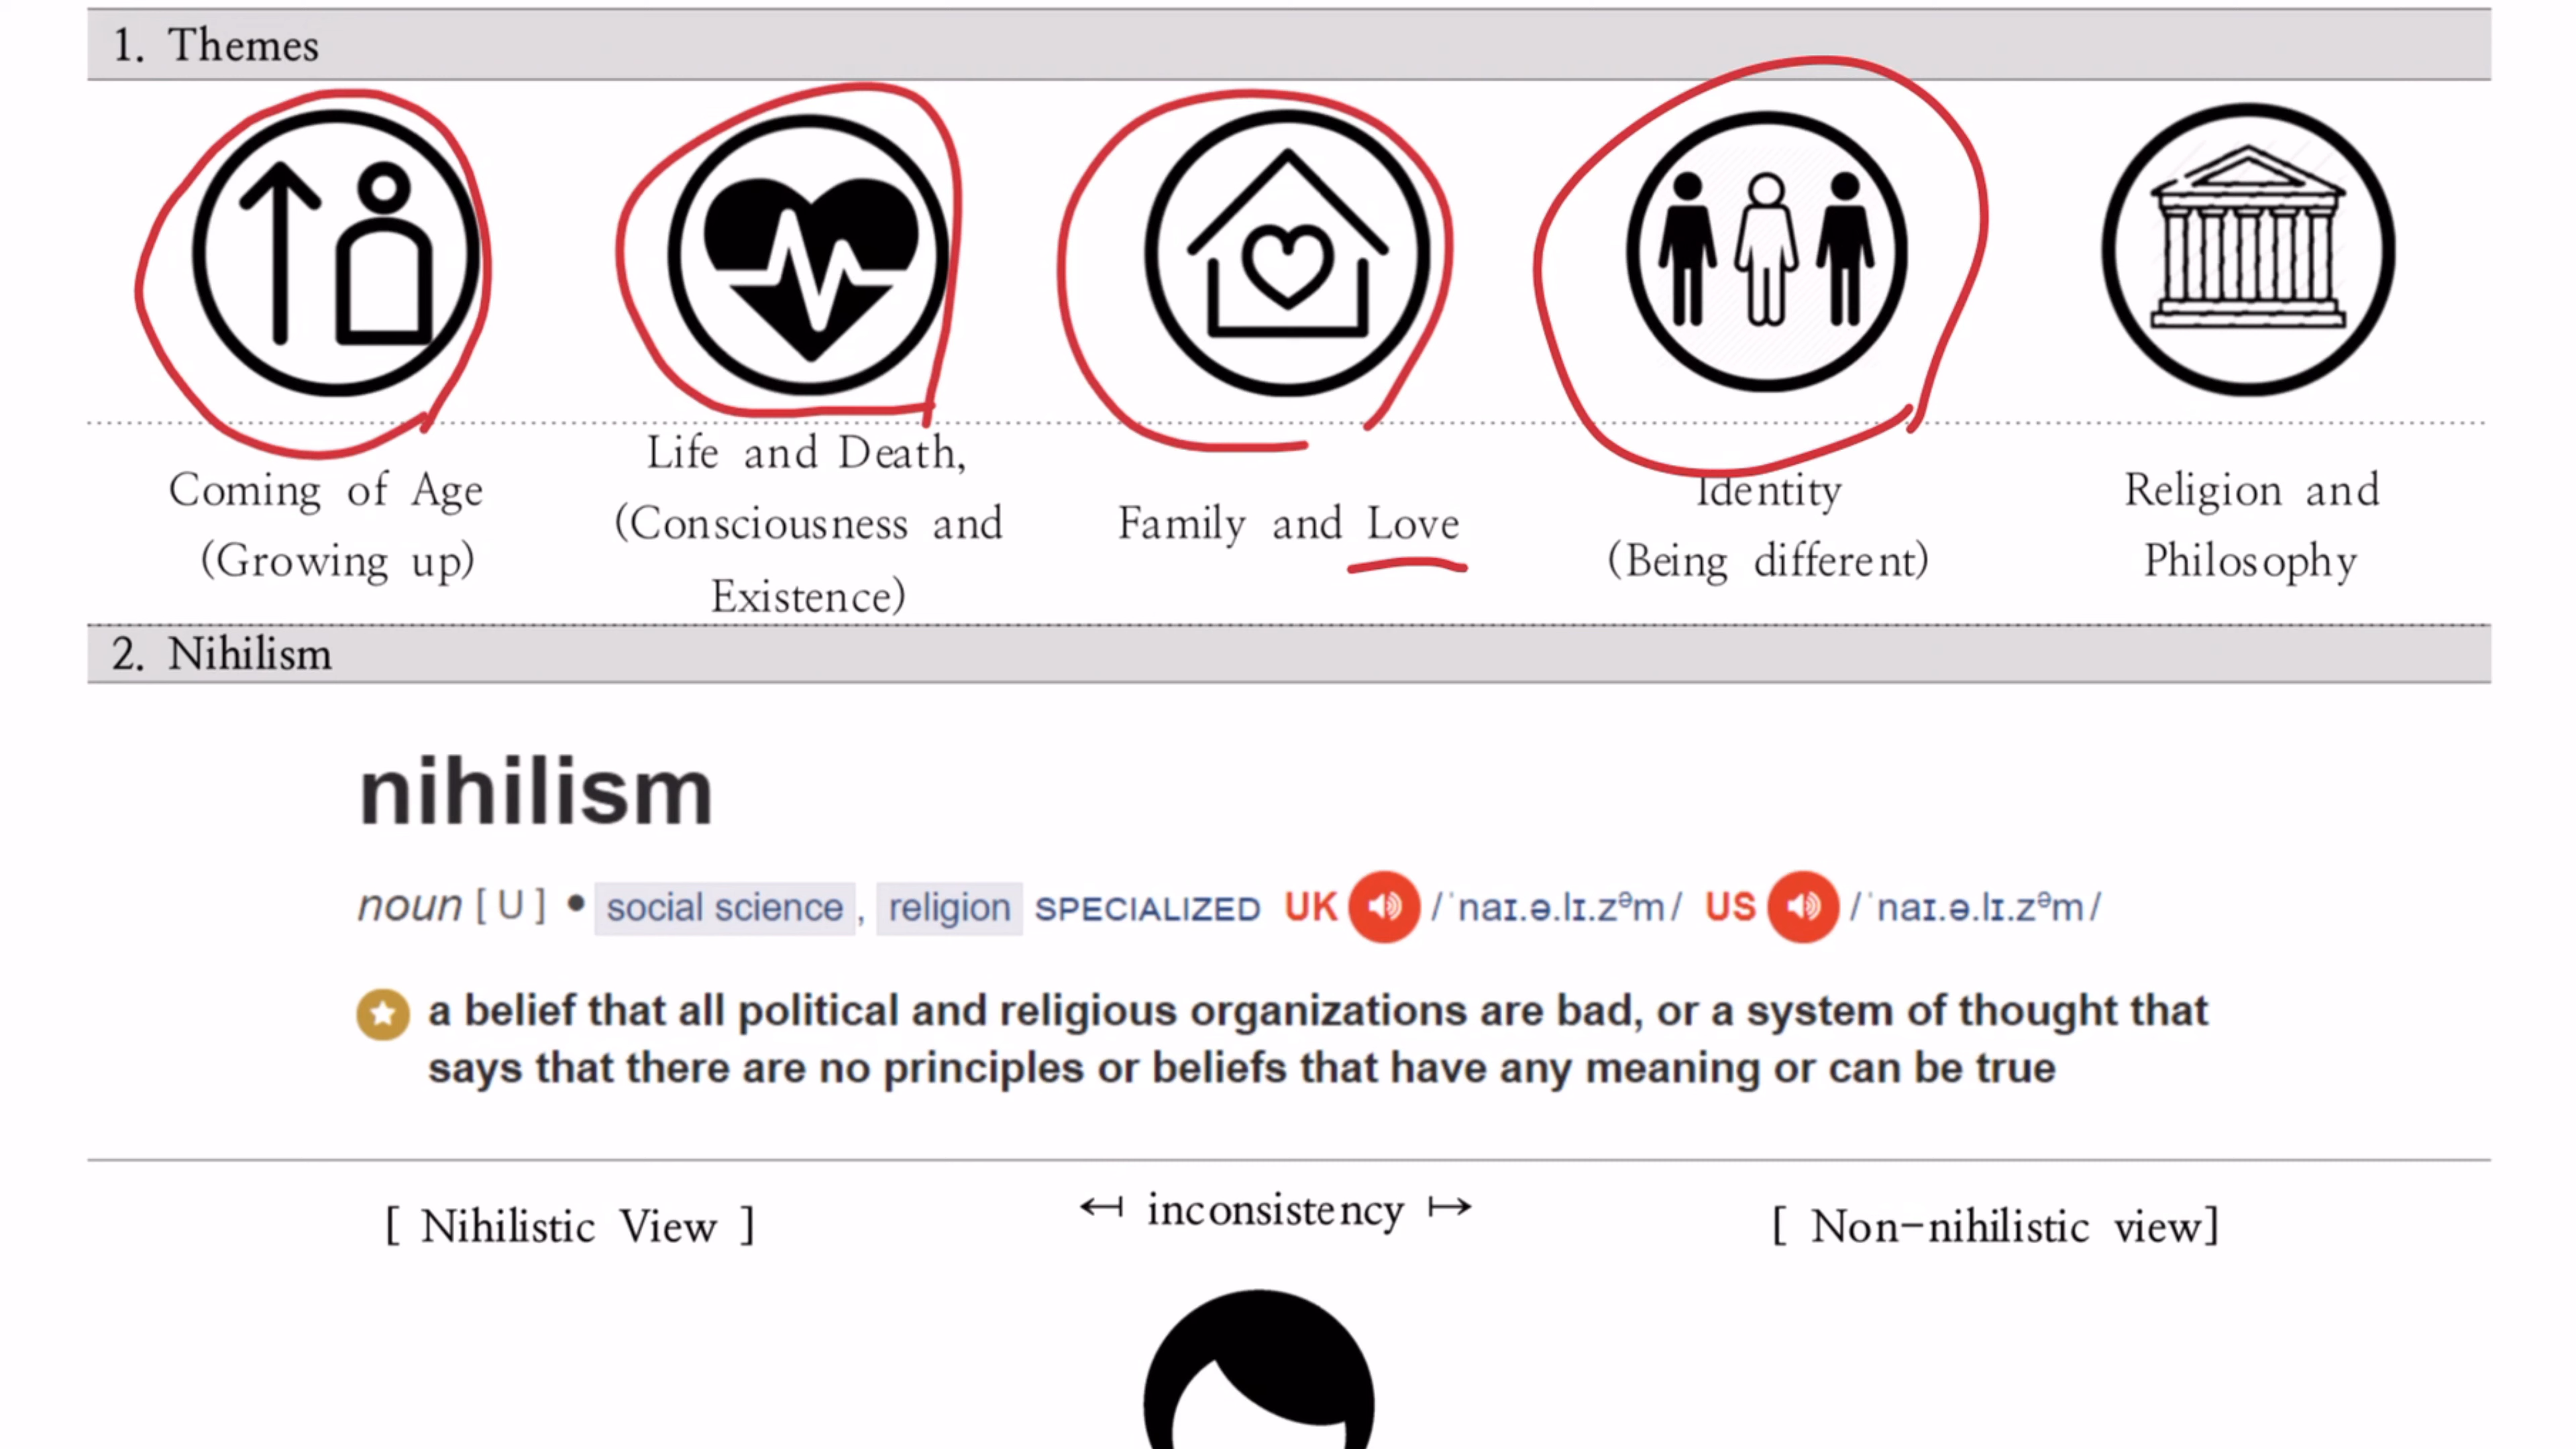 1. Themes
Coming of Age
(Growing up)
Life and Death,
(Consciousness and
Existence)
Family and Love
Identity
(Being different)
Religion and
Philosophy
2. Nihilism
nihilism
noun [ U ] • social science, religion SPECIALIZED UK /ˈnaɪ.ə.lɪ.zᵊm/ US /ˈnaɪ.ə.lɪ.zᵊm/
a belief that all political and religious organizations are bad, or a system of thought that
says that there are no principles or beliefs that have any meaning or can be true
[ Nihilistic View ]
↤ inconsistency ↦
[ Non-nihilistic view]